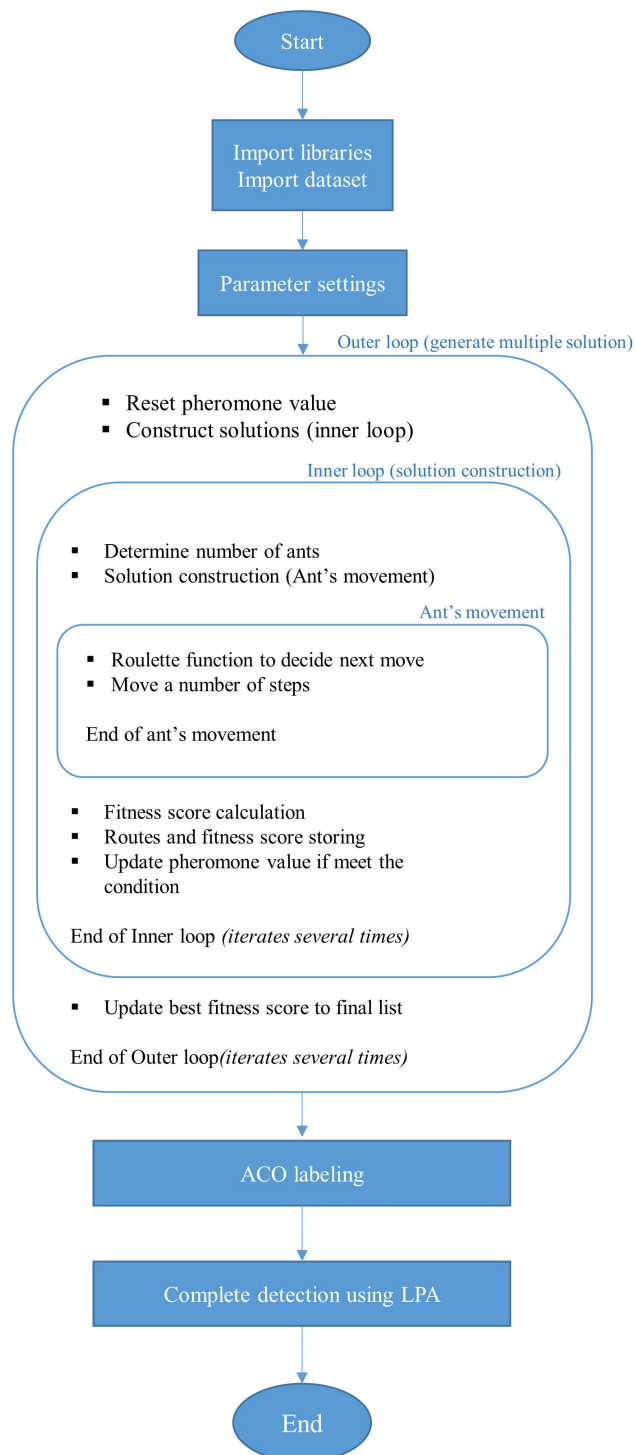 Start
Import libraries
Import dataset
Parameter settings
Outer loop (generate multiple solution)
▪ Reset pheromone value
▪ Construct solutions (inner loop)
Inner loop (solution construction)
▪ Determine number of ants
▪ Solution construction (Ant’s movement)
Ant’s movement
▪ Roulette function to decide next move
▪ Move a number of steps
End of ant’s movement
▪ Fitness score calculation
▪ Routes and fitness score storing
▪ Update pheromone value if meet the
condition
End of Inner loop (iterates several times)
▪ Update best fitness score to final list
End of Outer loop(iterates several times)
ACO labeling
Complete detection using LPA
End